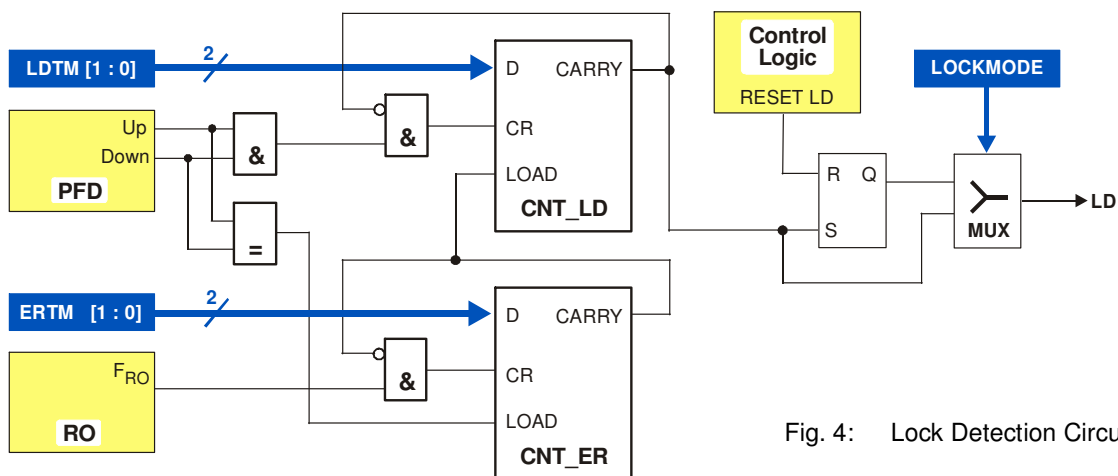 LDTM [1 : 0]
2
D
CARRY
CR
LOAD
CNT_LD
&
Up
Down
PFD
&
=
Control
Logic
RESET LD
LOCKMODE
R
Q
S
MUX
LD
ERTM [1 : 0]
2
D
CARRY
CR
LOAD
CNT_ER
&
FRO
RO
Fig. 4: Lock Detection Circu